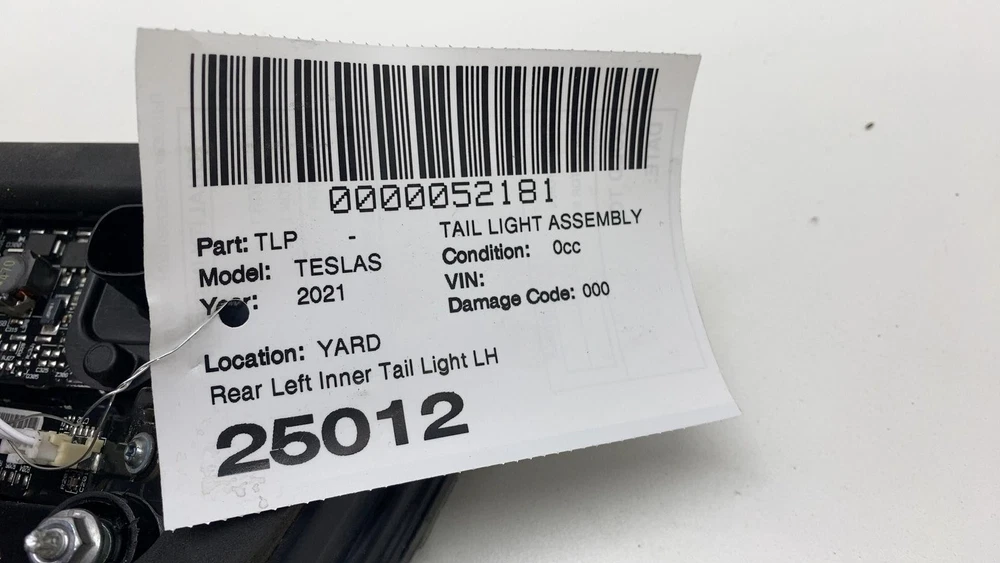 0000052181
Part: TLP - TAIL LIGHT ASSEMBLY
Model: TESLAS Condition: 0cc
Year: 2021 VIN:
Damage Code: 000
Location: YARD
Rear Left Inner Tail Light LH
25012